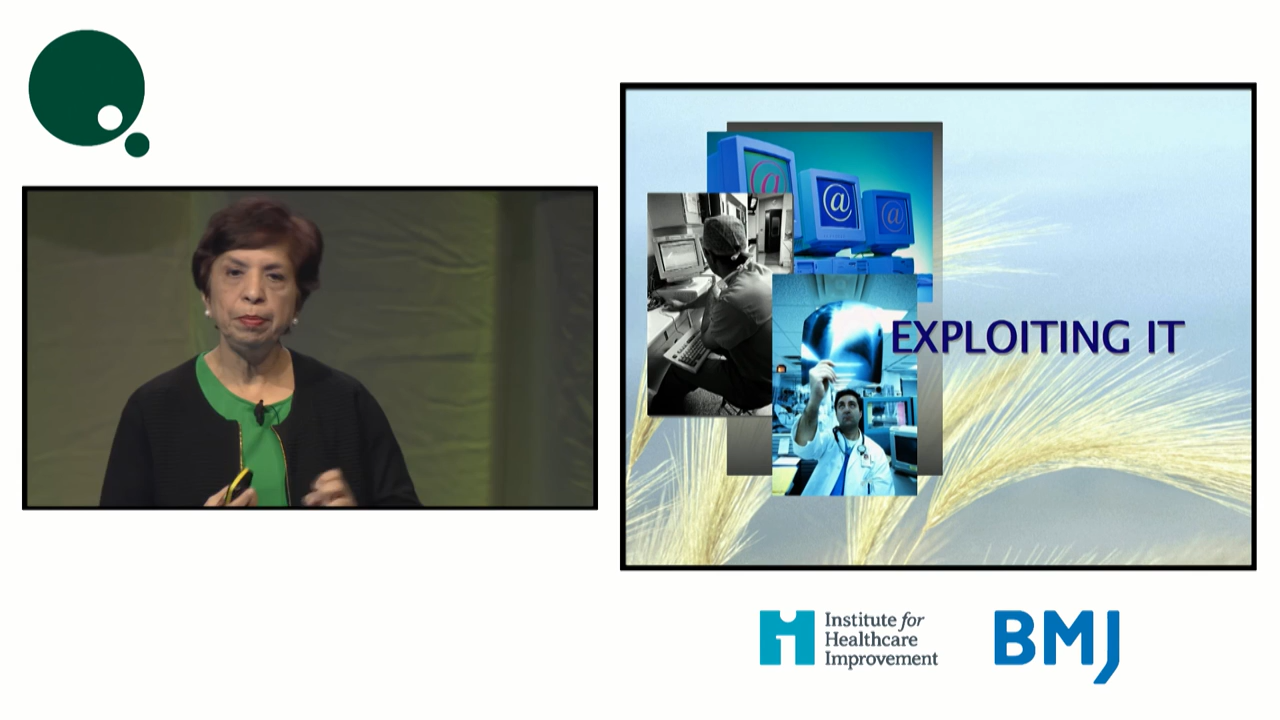 @
@
@
EXPLOITING IT
Institute for
Healthcare
Improvement
BMJ